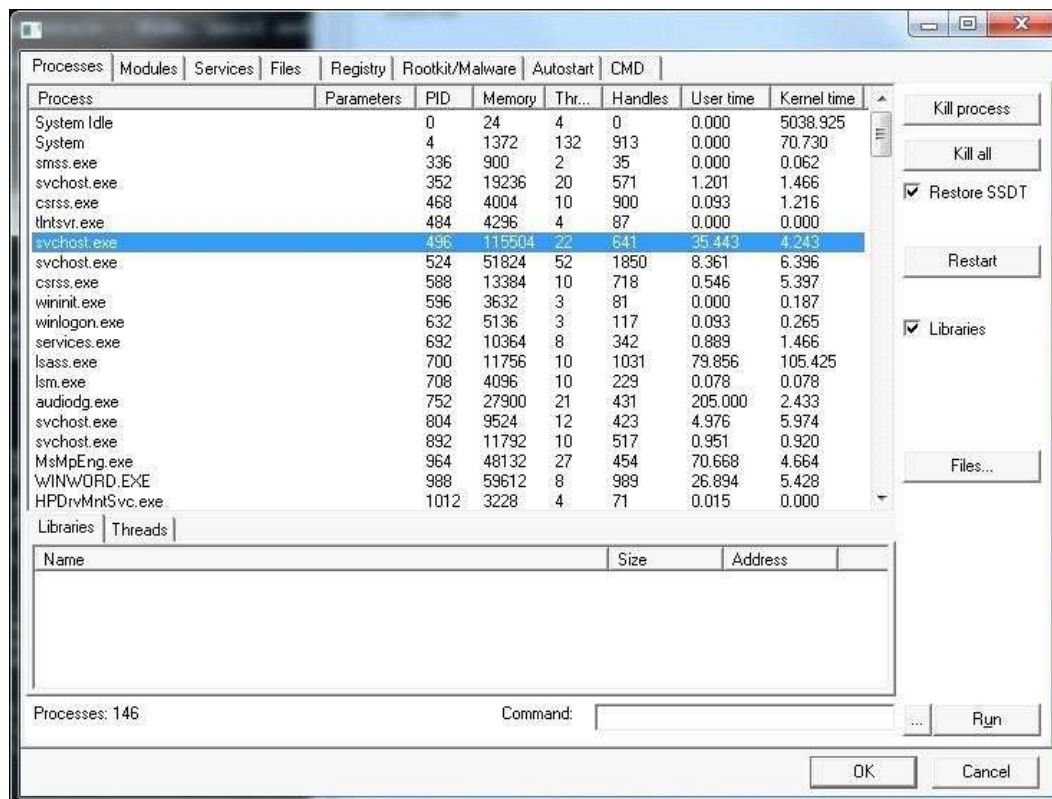 Processes Modules Services Files Registry Rootkit/Malware Autostart CMD
Process Parameters PID Memory Thr... Handles User time Kernel time
System Idle 0 24 4 0 0.000 5038.925
System 4 1372 132 913 0.000 70.730
smss.exe 336 900 2 35 0.000 0.062
svchost.exe 352 19236 20 571 1.201 1.466
csrss.exe 468 4004 10 900 0.093 1.216
tlntsvr.exe 484 4296 4 87 0.000 0.000
svchost.exe 496 115504 22 641 35.443 4.243
svchost.exe 524 51824 52 1850 8.361 6.396
csrss.exe 588 13384 10 718 0.546 5.397
wininit.exe 596 3632 3 81 0.000 0.187
winlogon.exe 632 5136 3 117 0.093 0.265
services.exe 692 10364 8 342 0.889 1.466
lsass.exe 700 11756 10 1031 79.856 105.425
lsm.exe 708 4096 10 229 0.078 0.078
audiodg.exe 752 27900 21 431 205.000 2.433
svchost.exe 804 9524 12 423 4.976 5.974
svchost.exe 892 11792 10 517 0.951 0.920
MsMpEng.exe 964 48132 27 454 70.668 4.664
WINWORD.EXE 988 59612 8 989 26.894 5.428
HPDrvMntSvc.exe 1012 3228 4 71 0.015 0.000
Kill process
Kill all
Restore SSDT
Restart
Libraries
Files...
Libraries Threads
Name Size Address
Processes: 146 Command: ... Run
OK Cancel